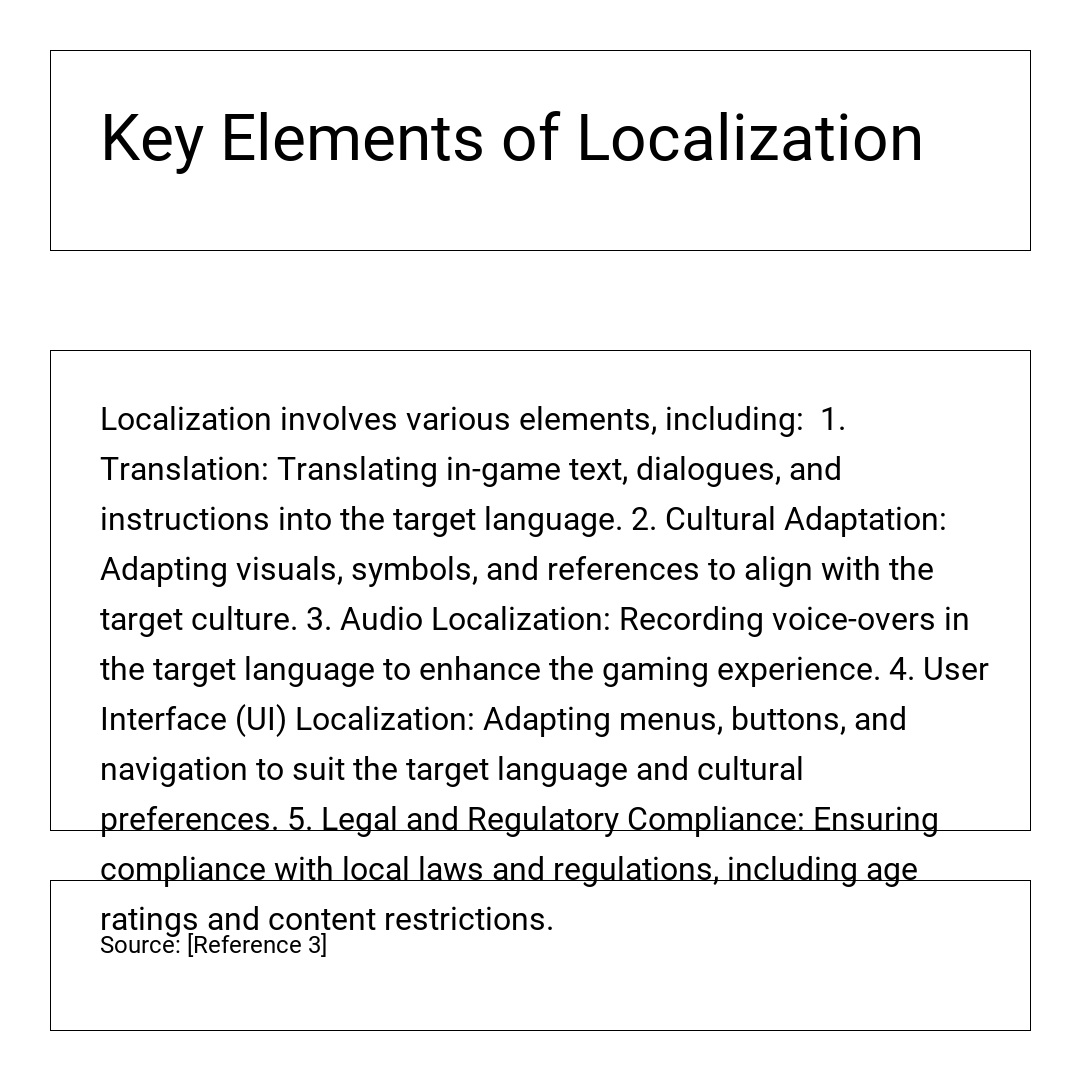 Key Elements of Localization
Localization involves various elements, including:  1.
Translation: Translating in-game text, dialogues, and
instructions into the target language. 2. Cultural Adaptation:
Adapting visuals, symbols, and references to align with the
target culture. 3. Audio Localization: Recording voice-overs in
the target language to enhance the gaming experience. 4. User
Interface (UI) Localization: Adapting menus, buttons, and
navigation to suit the target language and cultural
preferences. 5. Legal and Regulatory Compliance: Ensuring
compliance with local laws and regulations, including age
ratings and content restrictions.
Source: [Reference 3]